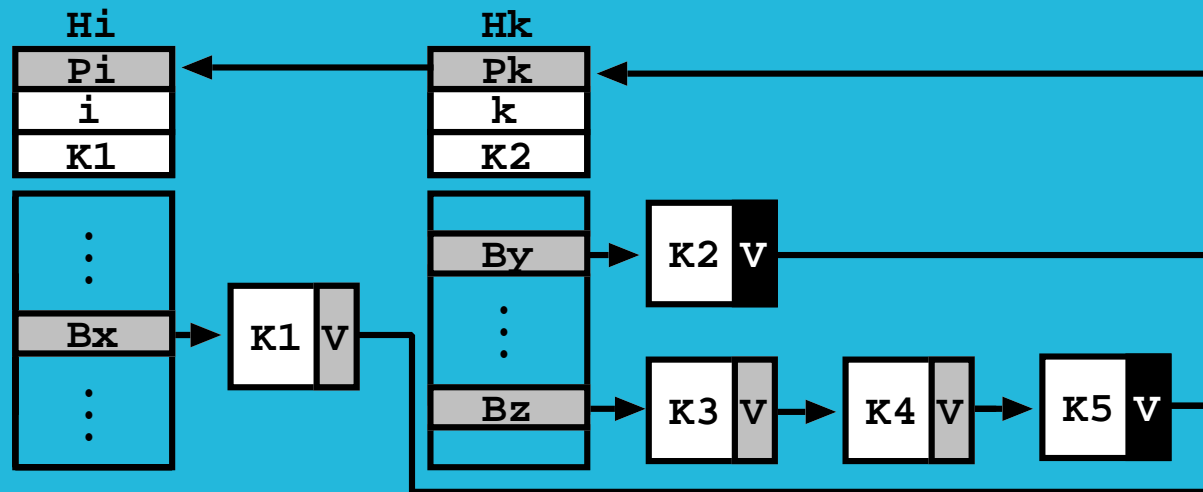 Hi Hk
Pi Pk
i k
K1 K2
By K2 V
Bx K1 V
Bz K3 V K4 V K5 V